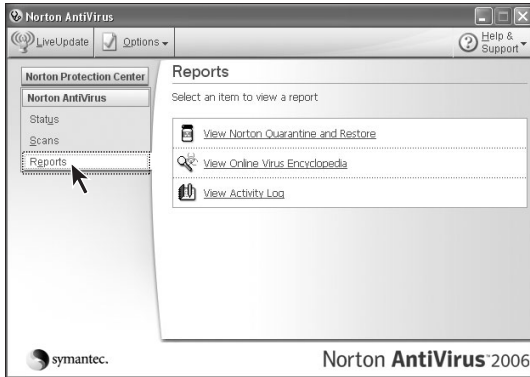 Norton AntiVirus
LiveUpdate Options Help & Support
Norton Protection Center
Norton AntiVirus
Status
Scans
Reports
Reports
Select an item to view a report
View Norton Quarantine and Restore
View Online Virus Encyclopedia
View Activity Log
symantec.
Norton AntiVirus 2006